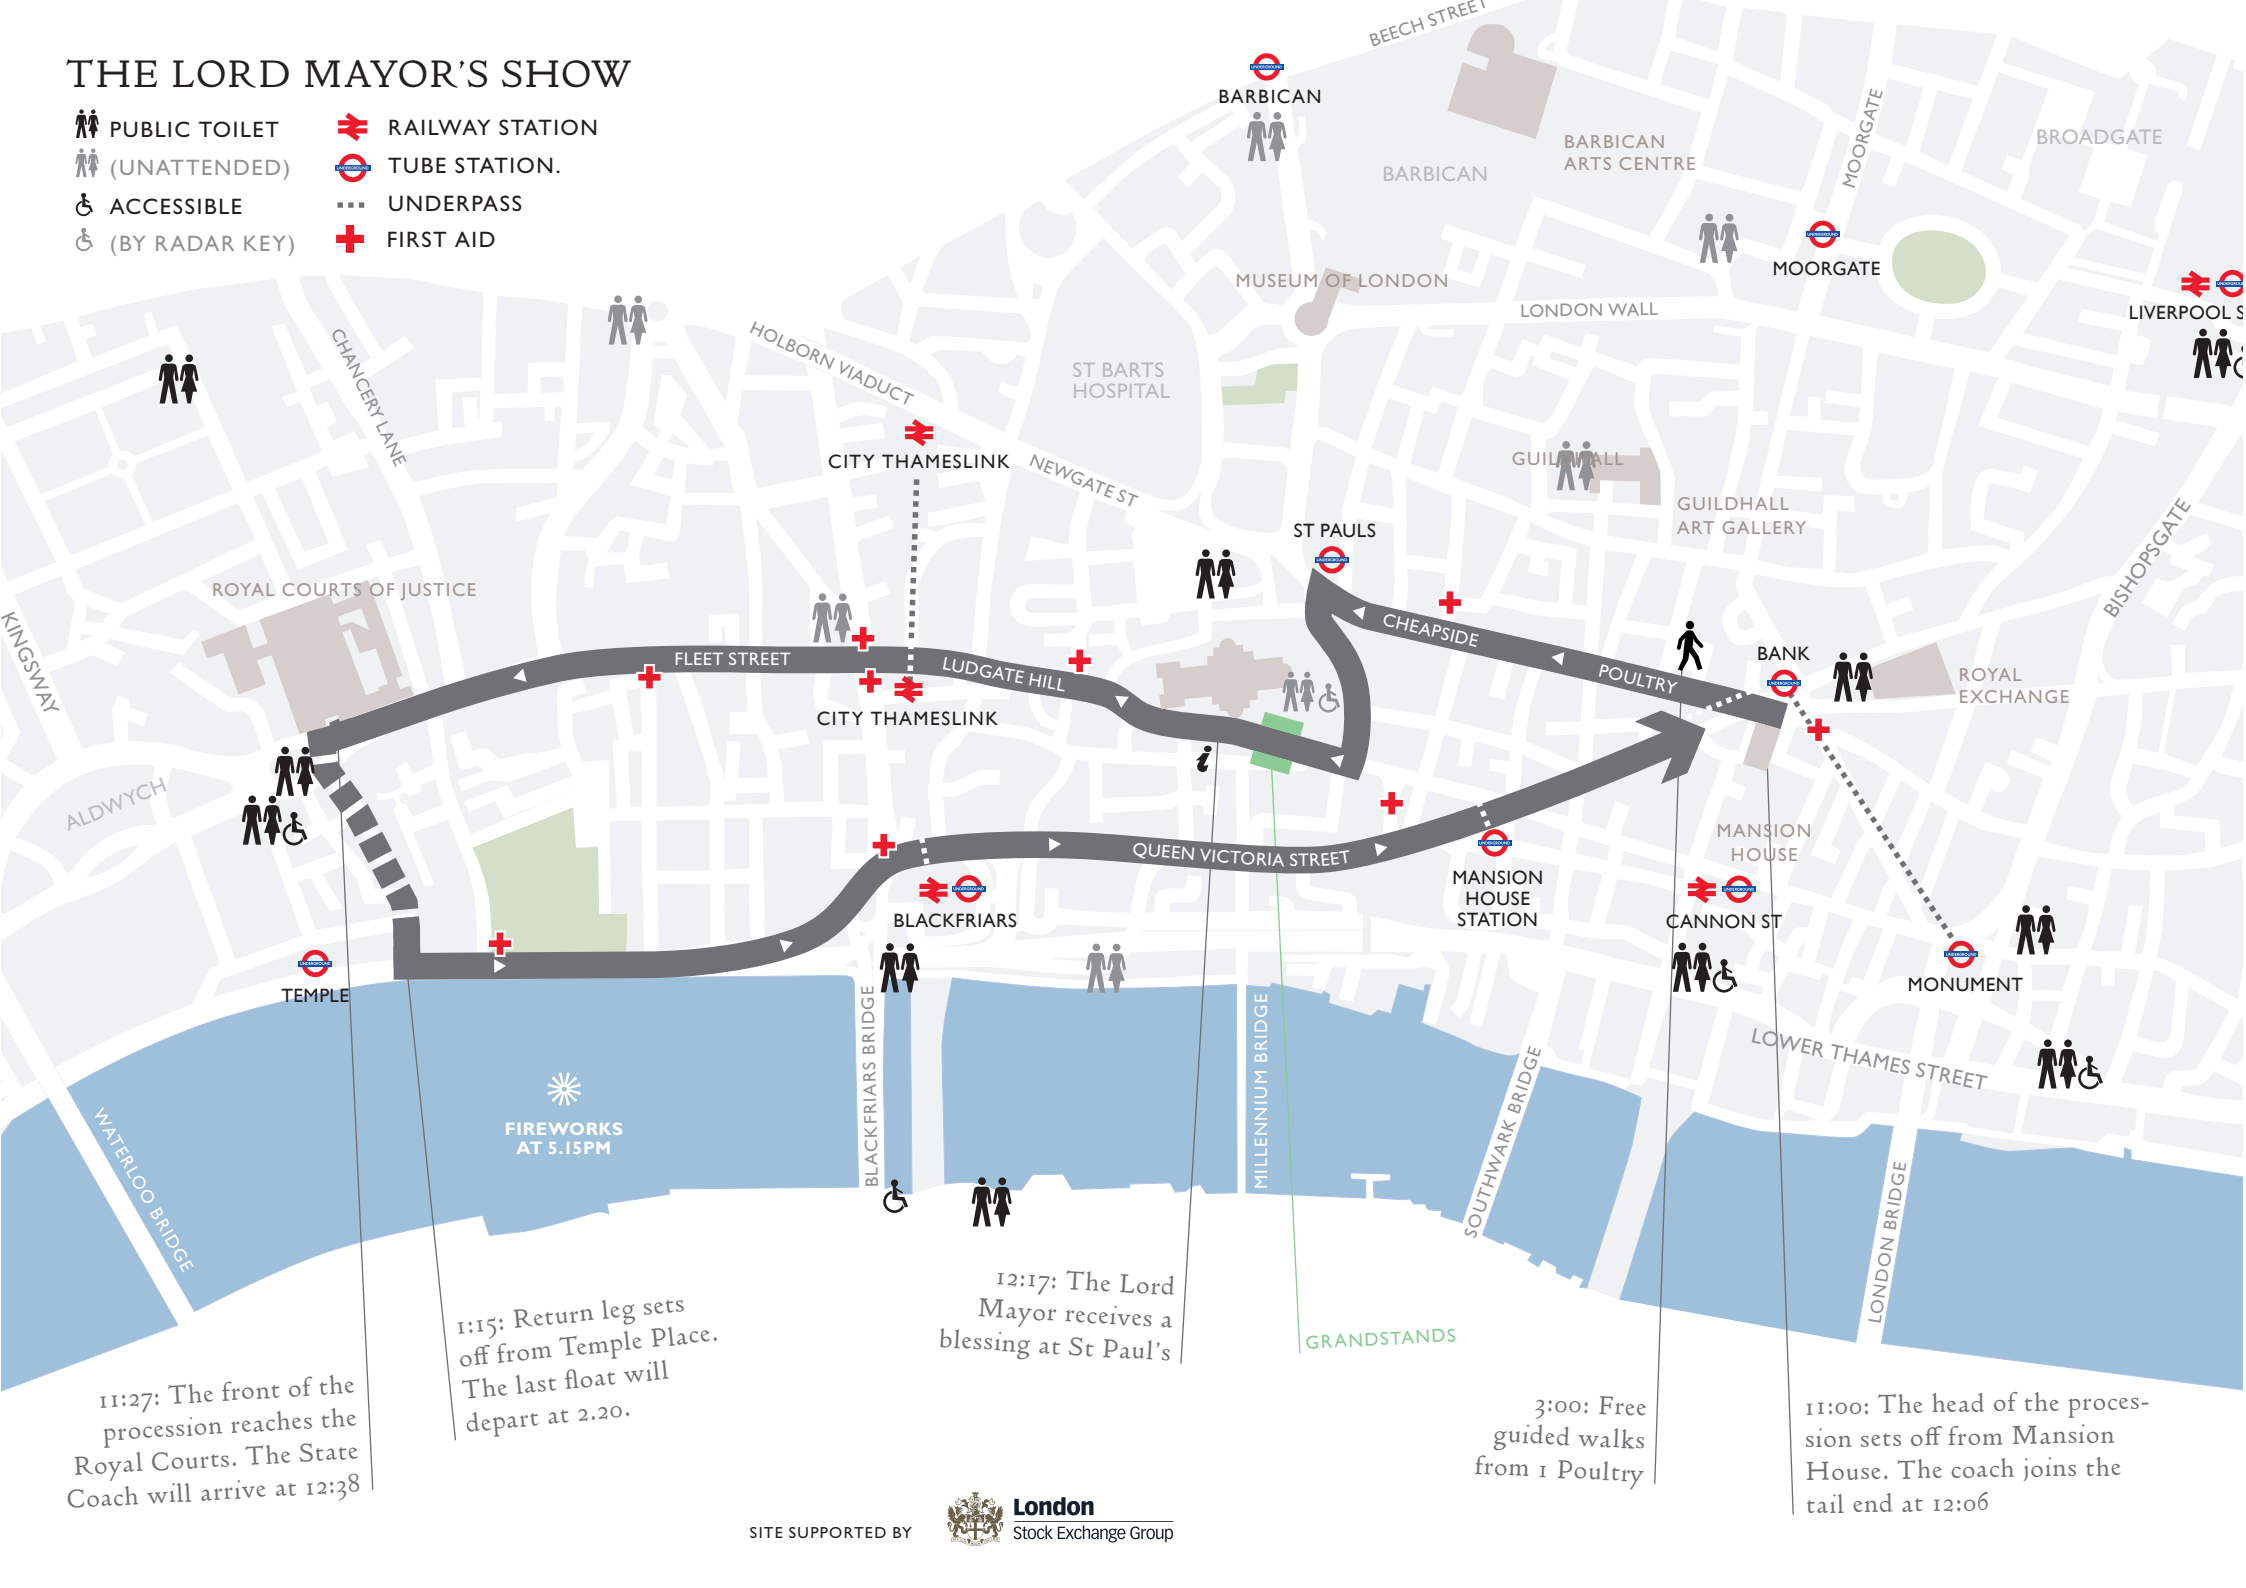 THE LORD MAYOR'S SHOW
PUBLIC TOILET
(UNATTENDED)
ACCESSIBLE
(BY RADAR KEY)
RAILWAY STATION
TUBE STATION.
UNDERPASS
FIRST AID
BEECH STREET
UNDERGROUND
BARBICAN
BARBICAN
ARTS CENTRE
BARBICAN
MOORGATE
BROADGATE
UNDERGROUND
MOORGATE
MUSEUM OF LONDON
LONDON WALL
LIVERPOOL S
CHANCERY LANE
HOLBORN VIADUCT
ST BARTS
HOSPITAL
CITY THAMESLINK
NEWGATE ST
GUILDHALL
GUILDHALL
ART GALLERY
BISHOPSGATE
ST PAULS
UNDERGROUND
ROYAL COURTS OF JUSTICE
KINGSWAY
FLEET STREET
LUDGATE HILL
CHEAPSIDE
POULTRY
BANK
UNDERGROUND
ROYAL
EXCHANGE
CITY THAMESLINK
i
ALDWYCH
QUEEN VICTORIA STREET
MANSION
HOUSE
UNDERGROUND
MANSION
HOUSE
STATION
UNDERGROUND
BLACKFRIARS
UNDERGROUND
CANNON ST
UNDERGROUND
TEMPLE
UNDERGROUND
MONUMENT
LOWER THAMES STREET
WATERLOO BRIDGE
FIREWORKS
AT 5.15PM
BLACKFRIARS BRIDGE
MILLENNIUM BRIDGE
SOUTHWARK BRIDGE
LONDON BRIDGE
11:27: The front of the
procession reaches the
Royal Courts. The State
Coach will arrive at 12:38
1:15: Return leg sets
off from Temple Place.
The last float will
depart at 2.20.
12:17: The Lord
Mayor receives a
blessing at St Paul's
GRANDSTANDS
3:00: Free
guided walks
from 1 Poultry
11:00: The head of the proces-
sion sets off from Mansion
House. The coach joins the
tail end at 12:06
SITE SUPPORTED BY
London
Stock Exchange Group